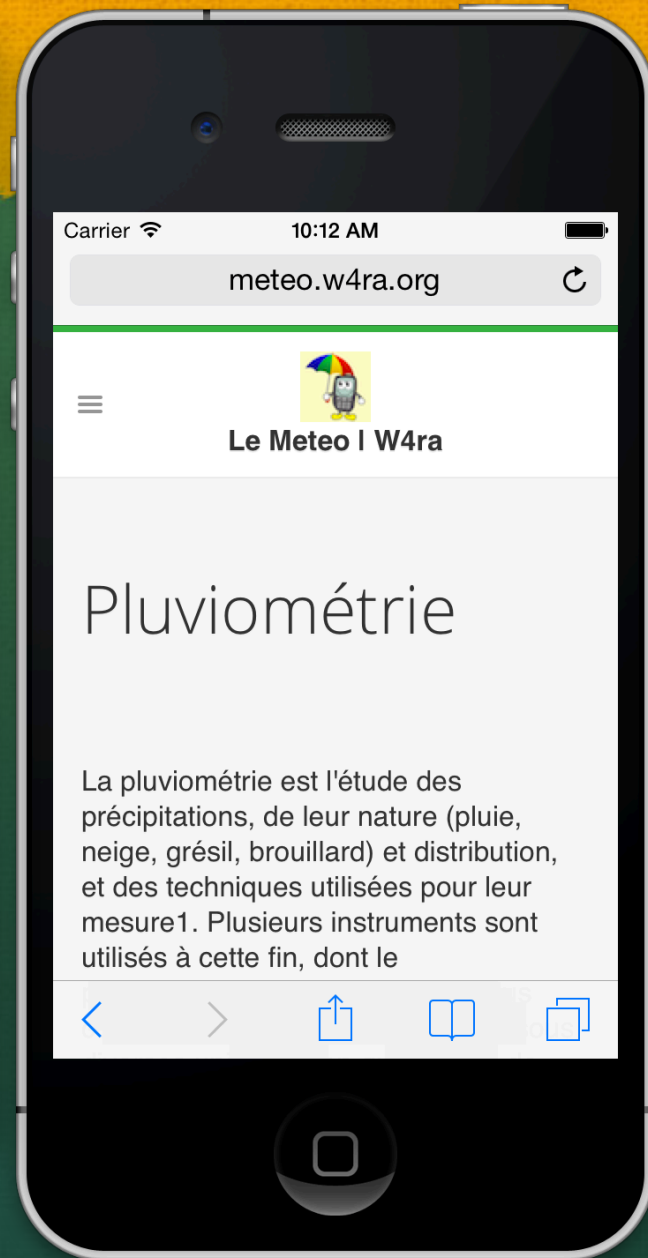 Carrier 10:12 AM
meteo.w4ra.org
Le Meteo | W4ra
Pluviométrie
La pluviométrie est l'étude des
précipitations, de leur nature (pluie,
neige, grésil, brouillard) et distribution,
et des techniques utilisées pour leur
mesure1. Plusieurs instruments sont
utilisés à cette fin, dont le